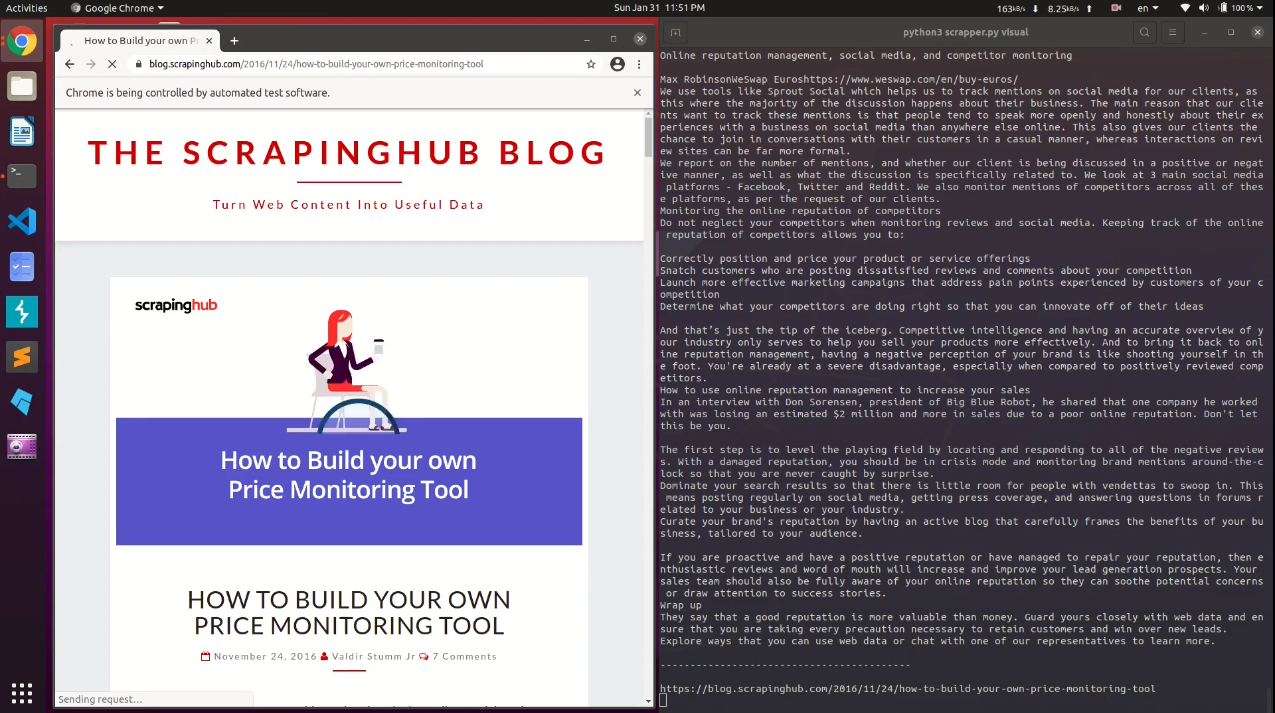 Activities
Google Chrome
Sun Jan 31 11:51 PM
163kB/s ↓ 8.25kB/s ↑
en
100%
How to Build your own P
blog.scrapinghub.com/2016/11/24/how-to-build-your-own-price-monitoring-tool
Chrome is being controlled by automated test software.
THE SCRAPINGHUB BLOG
Turn Web Content Into Useful Data
scrapinghub
How to Build your own
Price Monitoring Tool
HOW TO BUILD YOUR OWN
PRICE MONITORING TOOL
November 24, 2016 Valdir Stumm Jr 7 Comments
Sending request...
python3 scrapper.py visual
Online reputation management, social media, and competitor monitoring
Max RobinsonWeSwap Euroshttps://www.weswap.com/en/buy-euros/
We use tools like Sprout Social which helps us to track mentions on social media for our clients, as
this where the majority of the discussion happens about their business. The main reason that our clie
nts want to track these mentions is that people tend to speak more openly and honestly about their ex
periences with a business on social media than anywhere else online. This also gives our clients the
chance to join in conversations with their customers in a casual manner, whereas interactions on revi
ew sites can be far more formal.
We report on the number of mentions, and whether our client is being discussed in a positive or negat
ive manner, as well as what the discussion is specifically related to. We look at 3 main social media
platforms - Facebook, Twitter and Reddit. We also monitor mentions of competitors across all of thes
e platforms, as per the request of our clients.
Monitoring the online reputation of competitors
Do not neglect your competitors when monitoring reviews and social media. Keeping track of the online
reputation of competitors allows you to:
Correctly position and price your product or service offerings
Snatch customers who are posting dissatisfied reviews and comments about your competition
Launch more effective marketing campaigns that address pain points experienced by customers of your c
ompetition
Determine what your competitors are doing right so that you can innovate off of their ideas
And that's just the tip of the iceberg. Competitive intelligence and having an accurate overview of y
our industry only serves to help you sell your products more effectively. And to bring it back to onl
ine reputation management, having a negative perception of your brand is like shooting yourself in th
e foot. You're already at a severe disadvantage, especially when compared to positively reviewed comp
etitors.
How to use online reputation management to increase your sales
In an interview with Don Sorensen, president of Big Blue Robot, he shared that one company he worked
with was losing an estimated $2 million and more in sales due to a poor online reputation. Don't let
this be you.
The first step is to level the playing field by locating and responding to all of the negative review
s. With a damaged reputation, you should be in crisis mode and monitoring brand mentions around-the-c
lock so that you are never caught by surprise.
Dominate your search results so that there is little room for people with vendettas to swoop in. This
means posting regularly on social media, getting press coverage, and answering questions in forums r
elated to your business or your industry.
Curate your brand's reputation by having an active blog that carefully frames the benefits of your bu
siness, tailored to your audience.
If you are proactive and have a positive reputation or have managed to repair your reputation, then e
nthusiastic reviews and word of mouth will increase and improve your lead generation prospects. Your
sales team should also be fully aware of your online reputation so they can soothe potential concerns
or draw attention to success stories.
Wrap up
They say that a good reputation is more valuable than money. Guard yours closely with web data and en
sure that you are taking every precaution necessary to retain customers and win over new leads.
Explore ways that you can use web data or chat with one of our representatives to learn more.
-----------------------------------------
https://blog.scrapinghub.com/2016/11/24/how-to-build-your-own-price-monitoring-tool